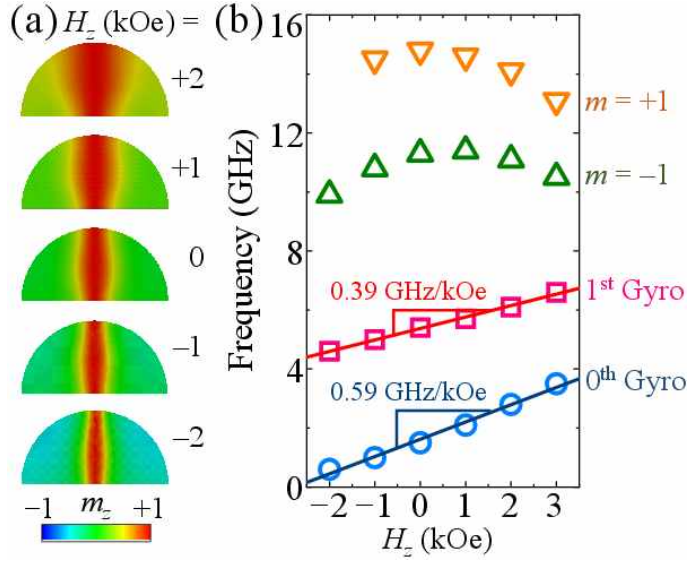 (a) H_z (kOe) =
+2
+1
0
−1
−2
−1 m_z +1
(b)
16
12
8
4
0
Frequency (GHz)
m = +1
m = −1
1st Gyro
0.39 GHz/kOe
0th Gyro
0.59 GHz/kOe
−2 −1 0 1 2 3
H_z (kOe)